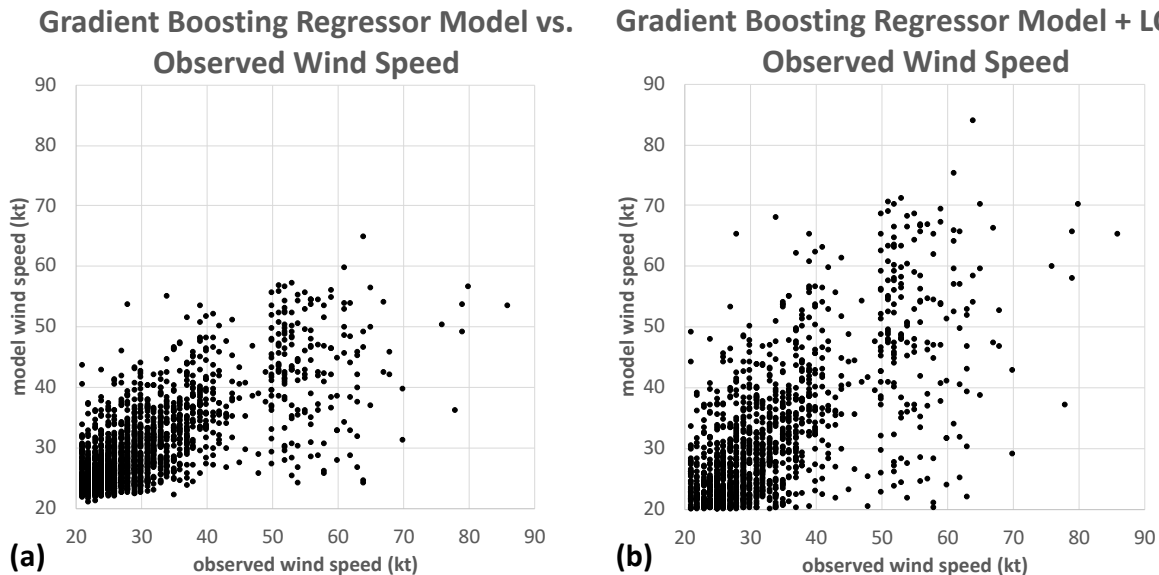 Gradient Boosting Regressor Model vs.
Observed Wind Speed
90
80
70
60
50
40
30
20
model wind speed (kt)
20 30 40 50 60 70 80 90
observed wind speed (kt)
(a)
Gradient Boosting Regressor Model +
Observed Wind Speed
90
80
70
60
50
40
30
20
model wind speed (kt)
20 30 40 50 60 70 80 90
observed wind speed (kt)
(b)